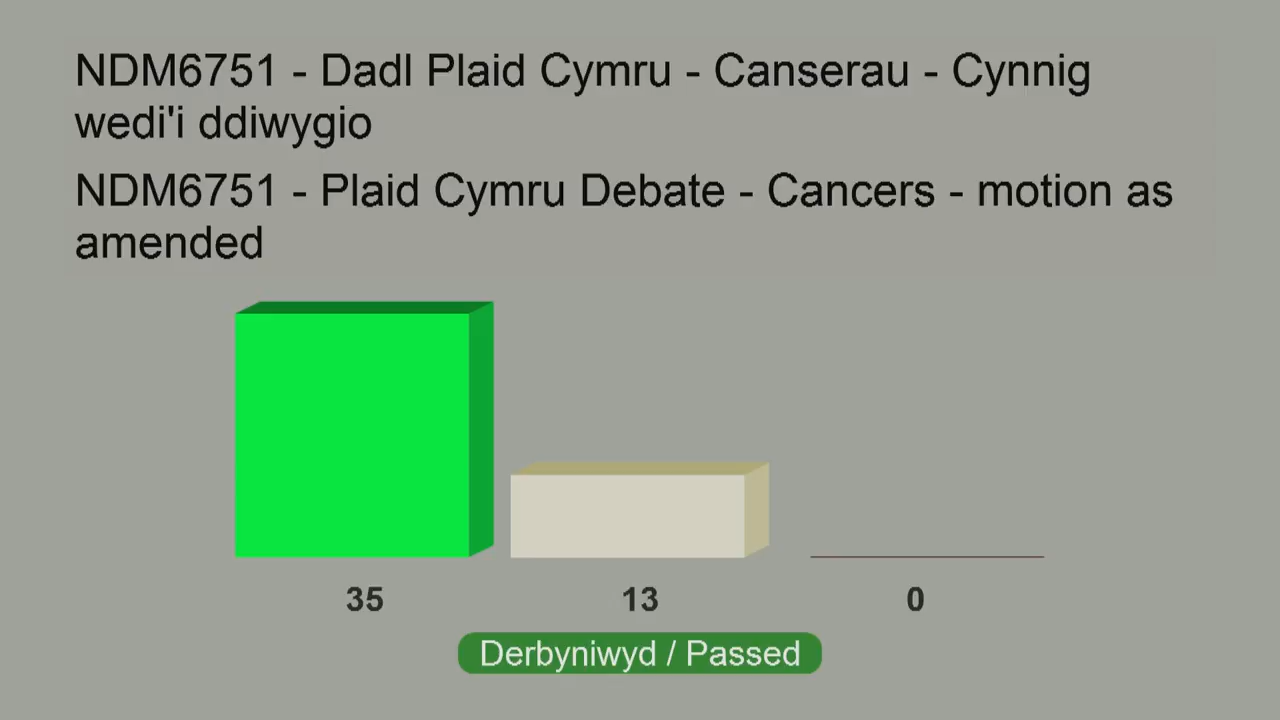 NDM6751 - Dadl Plaid Cymru - Canserau - Cynnig
wedi'i ddiwygio
NDM6751 - Plaid Cymru Debate - Cancers - motion as
amended
35 13 0
Derbyniwyd / Passed